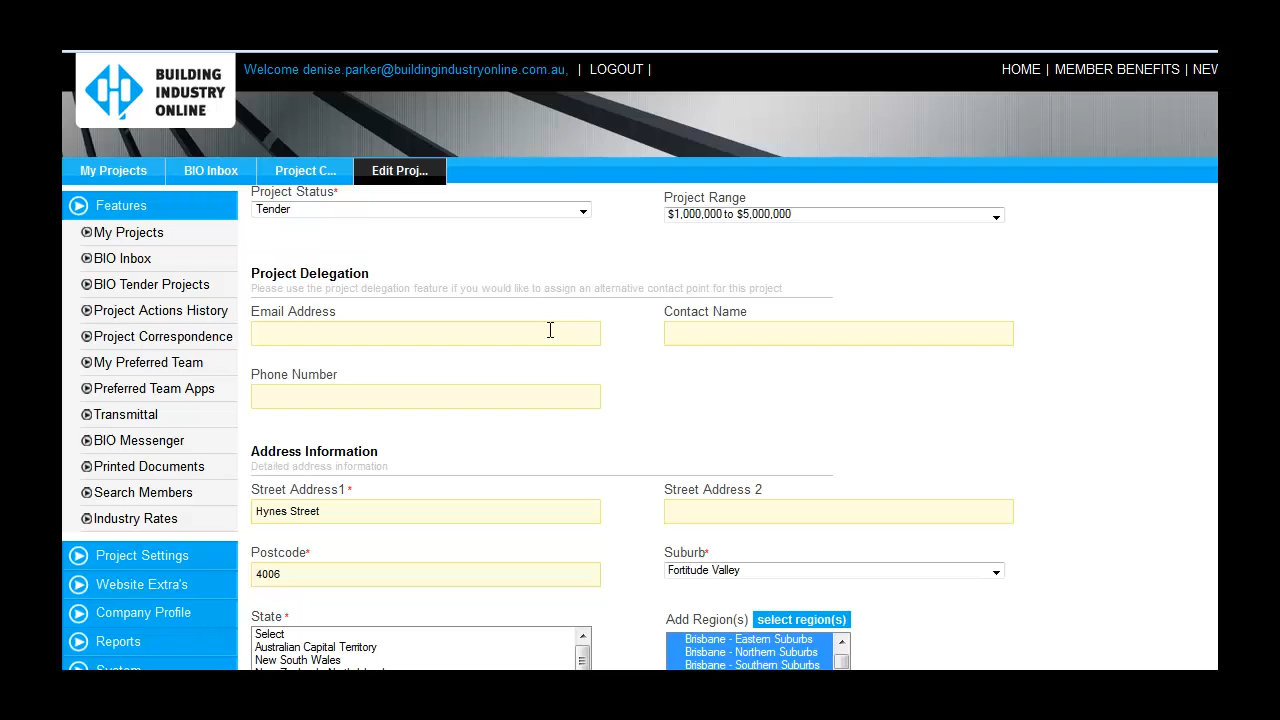 BUILDING
INDUSTRY
ONLINE
Welcome denise.parker@buildingindustryonline.com.au, | LOGOUT |
HOME | MEMBER BENEFITS | NEW
My Projects
BIO Inbox
Project C...
Edit Proj...
Features
My Projects
BIO Inbox
BIO Tender Projects
Project Actions History
Project Correspondence
My Preferred Team
Preferred Team Apps
Transmittal
BIO Messenger
Printed Documents
Search Members
Industry Rates
Project Settings
Website Extra's
Company Profile
Reports
System
Project Status*
Tender
Project Range
$1,000,000 to $5,000,000
Project Delegation
Please use the project delegation feature if you would like to assign an alternative contact point for this project
Email Address
Contact Name
Phone Number
Address Information
Detailed address information
Street Address1 *
Hynes Street
Street Address 2
Postcode*
4006
Suburb*
Fortitude Valley
State *
Select
Australian Capital Territory
New South Wales
Add Region(s) select region(s)
Brisbane - Eastern Suburbs
Brisbane - Northern Suburbs
Brisbane - Southern Suburbs